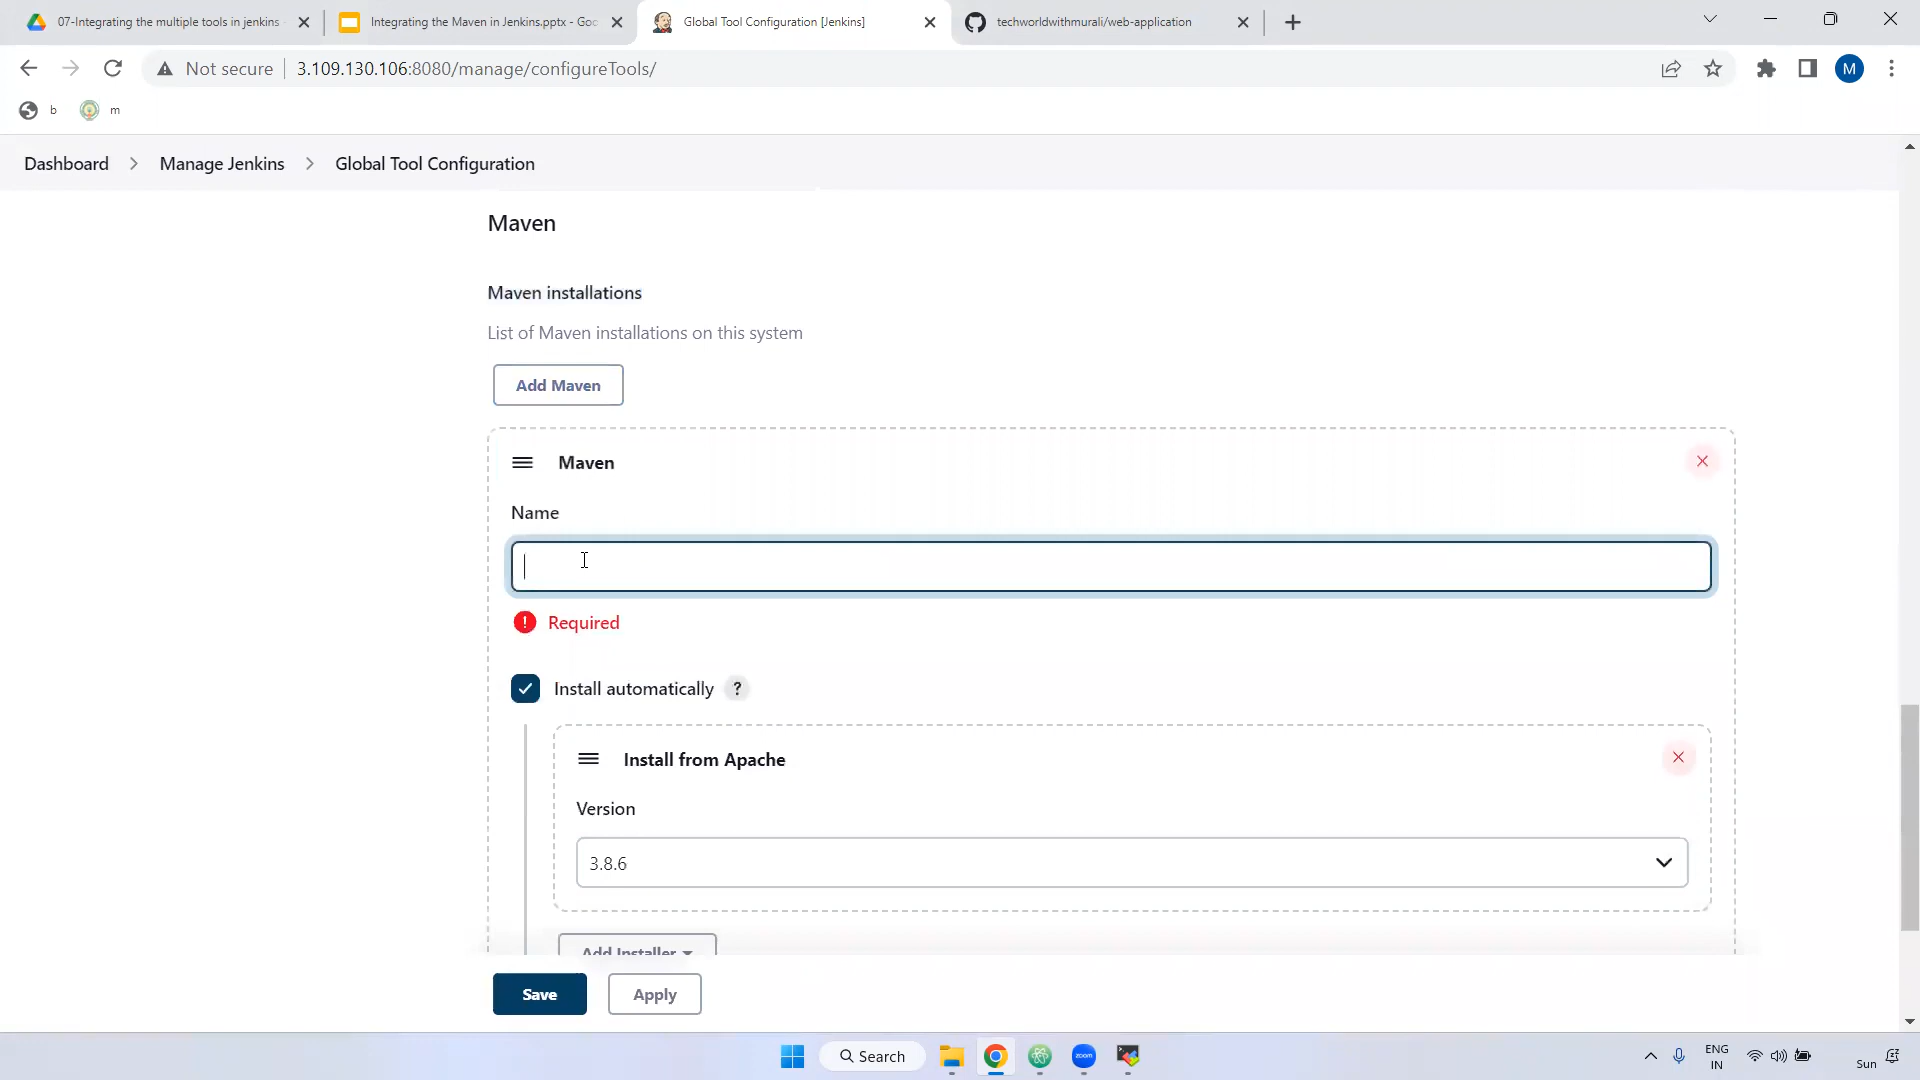 07-Integrating the multiple tools in jenkins
Integrating the Maven in Jenkins.pptx - Goo
Global Tool Configuration [Jenkins]
techworldwithmurali/web-application
Not secure
3.109.130.106:8080/manage/configureTools/
M
b
m
Dashboard
Manage Jenkins
Global Tool Configuration
Maven
Maven installations
List of Maven installations on this system
Add Maven
Maven
Name
Required
Install automatically ?
Install from Apache
Version
3.8.6
Add Installer
Save
Apply
Search
zoom
ENG
IN
Sun